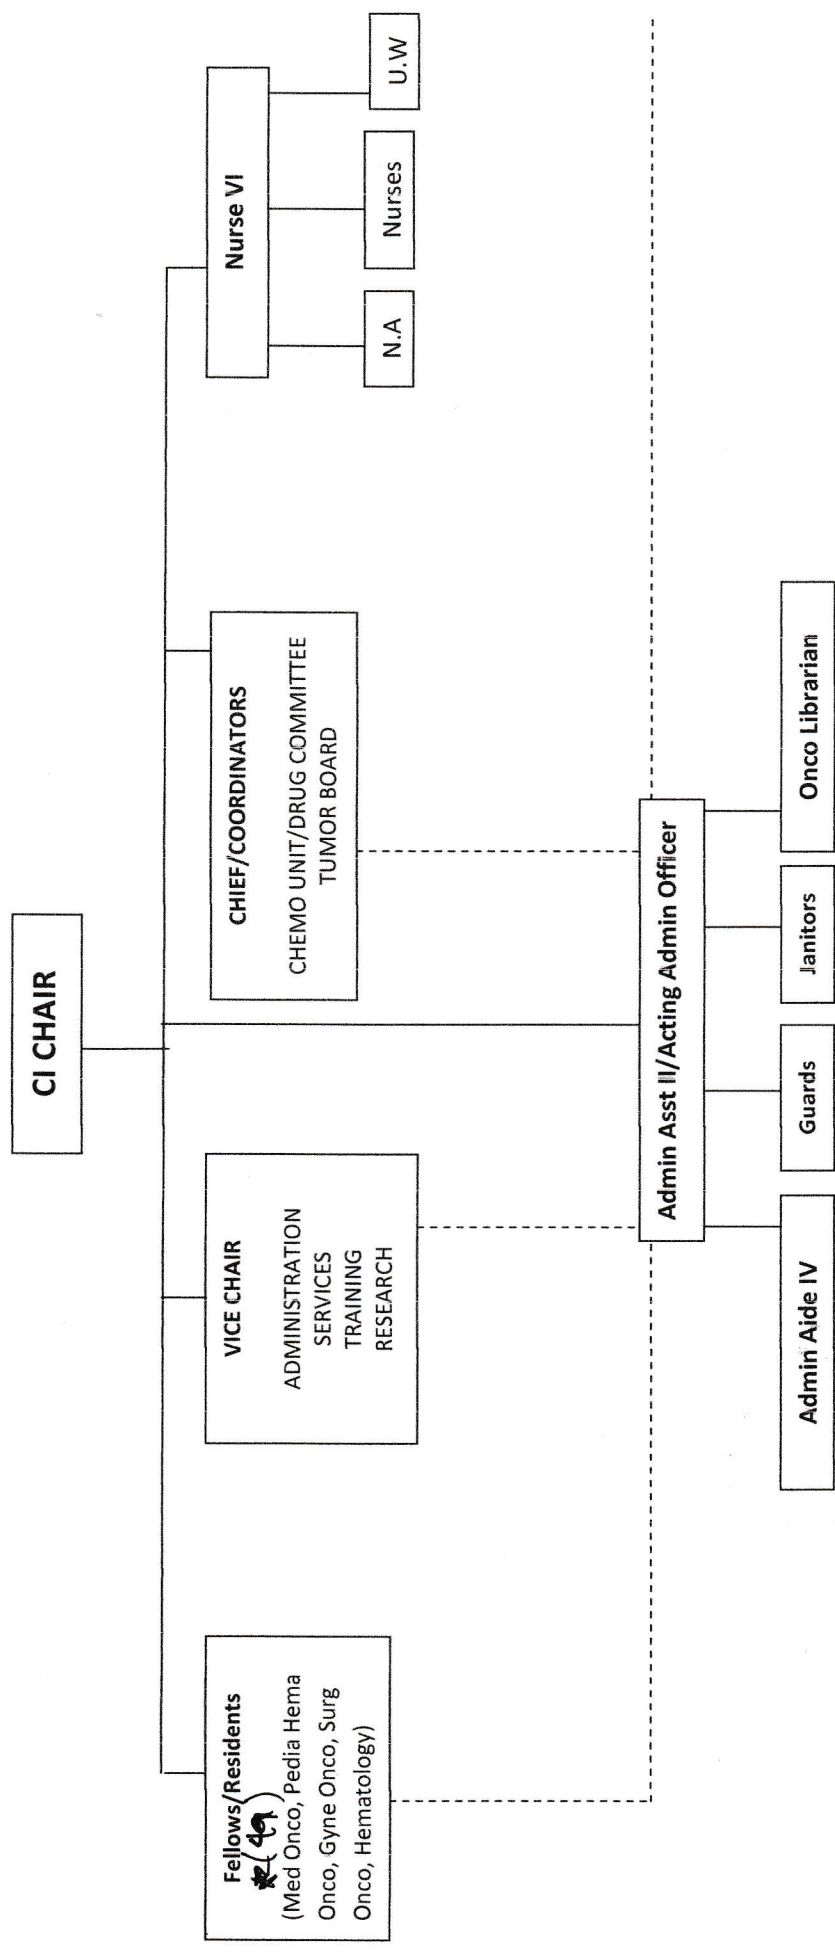 CI CHAIR
Fellows/Residents
(49)
(Med Onco, Pedia Hema
Onco, Gyne Onco, Surg
Onco, Hematology)
VICE CHAIR
ADMINISTRATION
SERVICES
TRAINING
RESEARCH
CHIEF/COORDINATORS
CHEMO UNIT/DRUG COMMITTEE
TUMOR BOARD
Nurse VI
N.A
Nurses
U.W
Admin Asst II/Acting Admin Officer
Admin Aide IV
Guards
Janitors
Onco Librarian